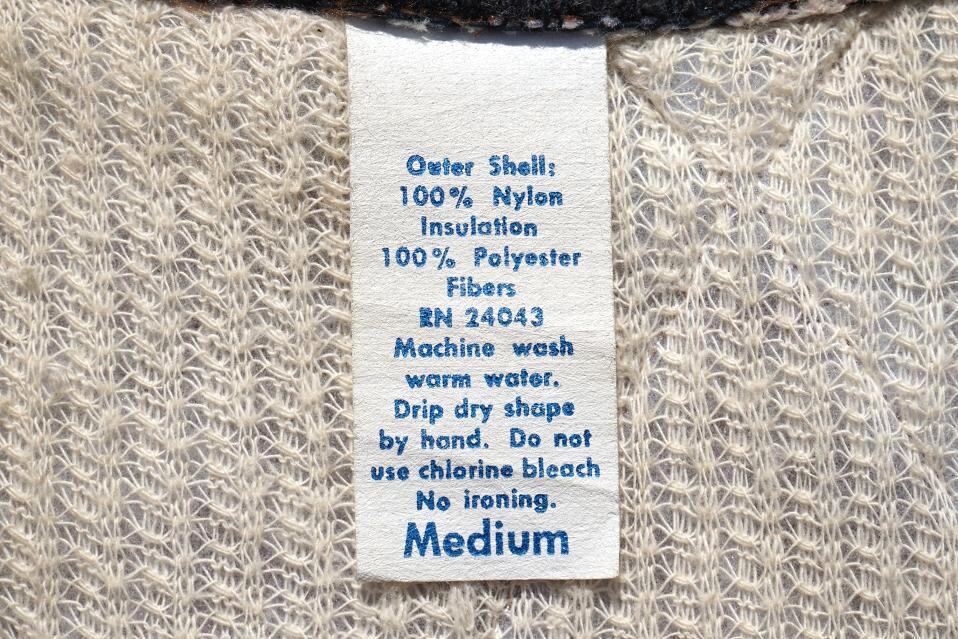 Outer Shell:
100% Nylon
Insulation
100% Polyester
Fibers
RN 24043
Machine wash
warm water.
Drip dry shape
by hand. Do not
use chlorine bleach
No ironing.
Medium